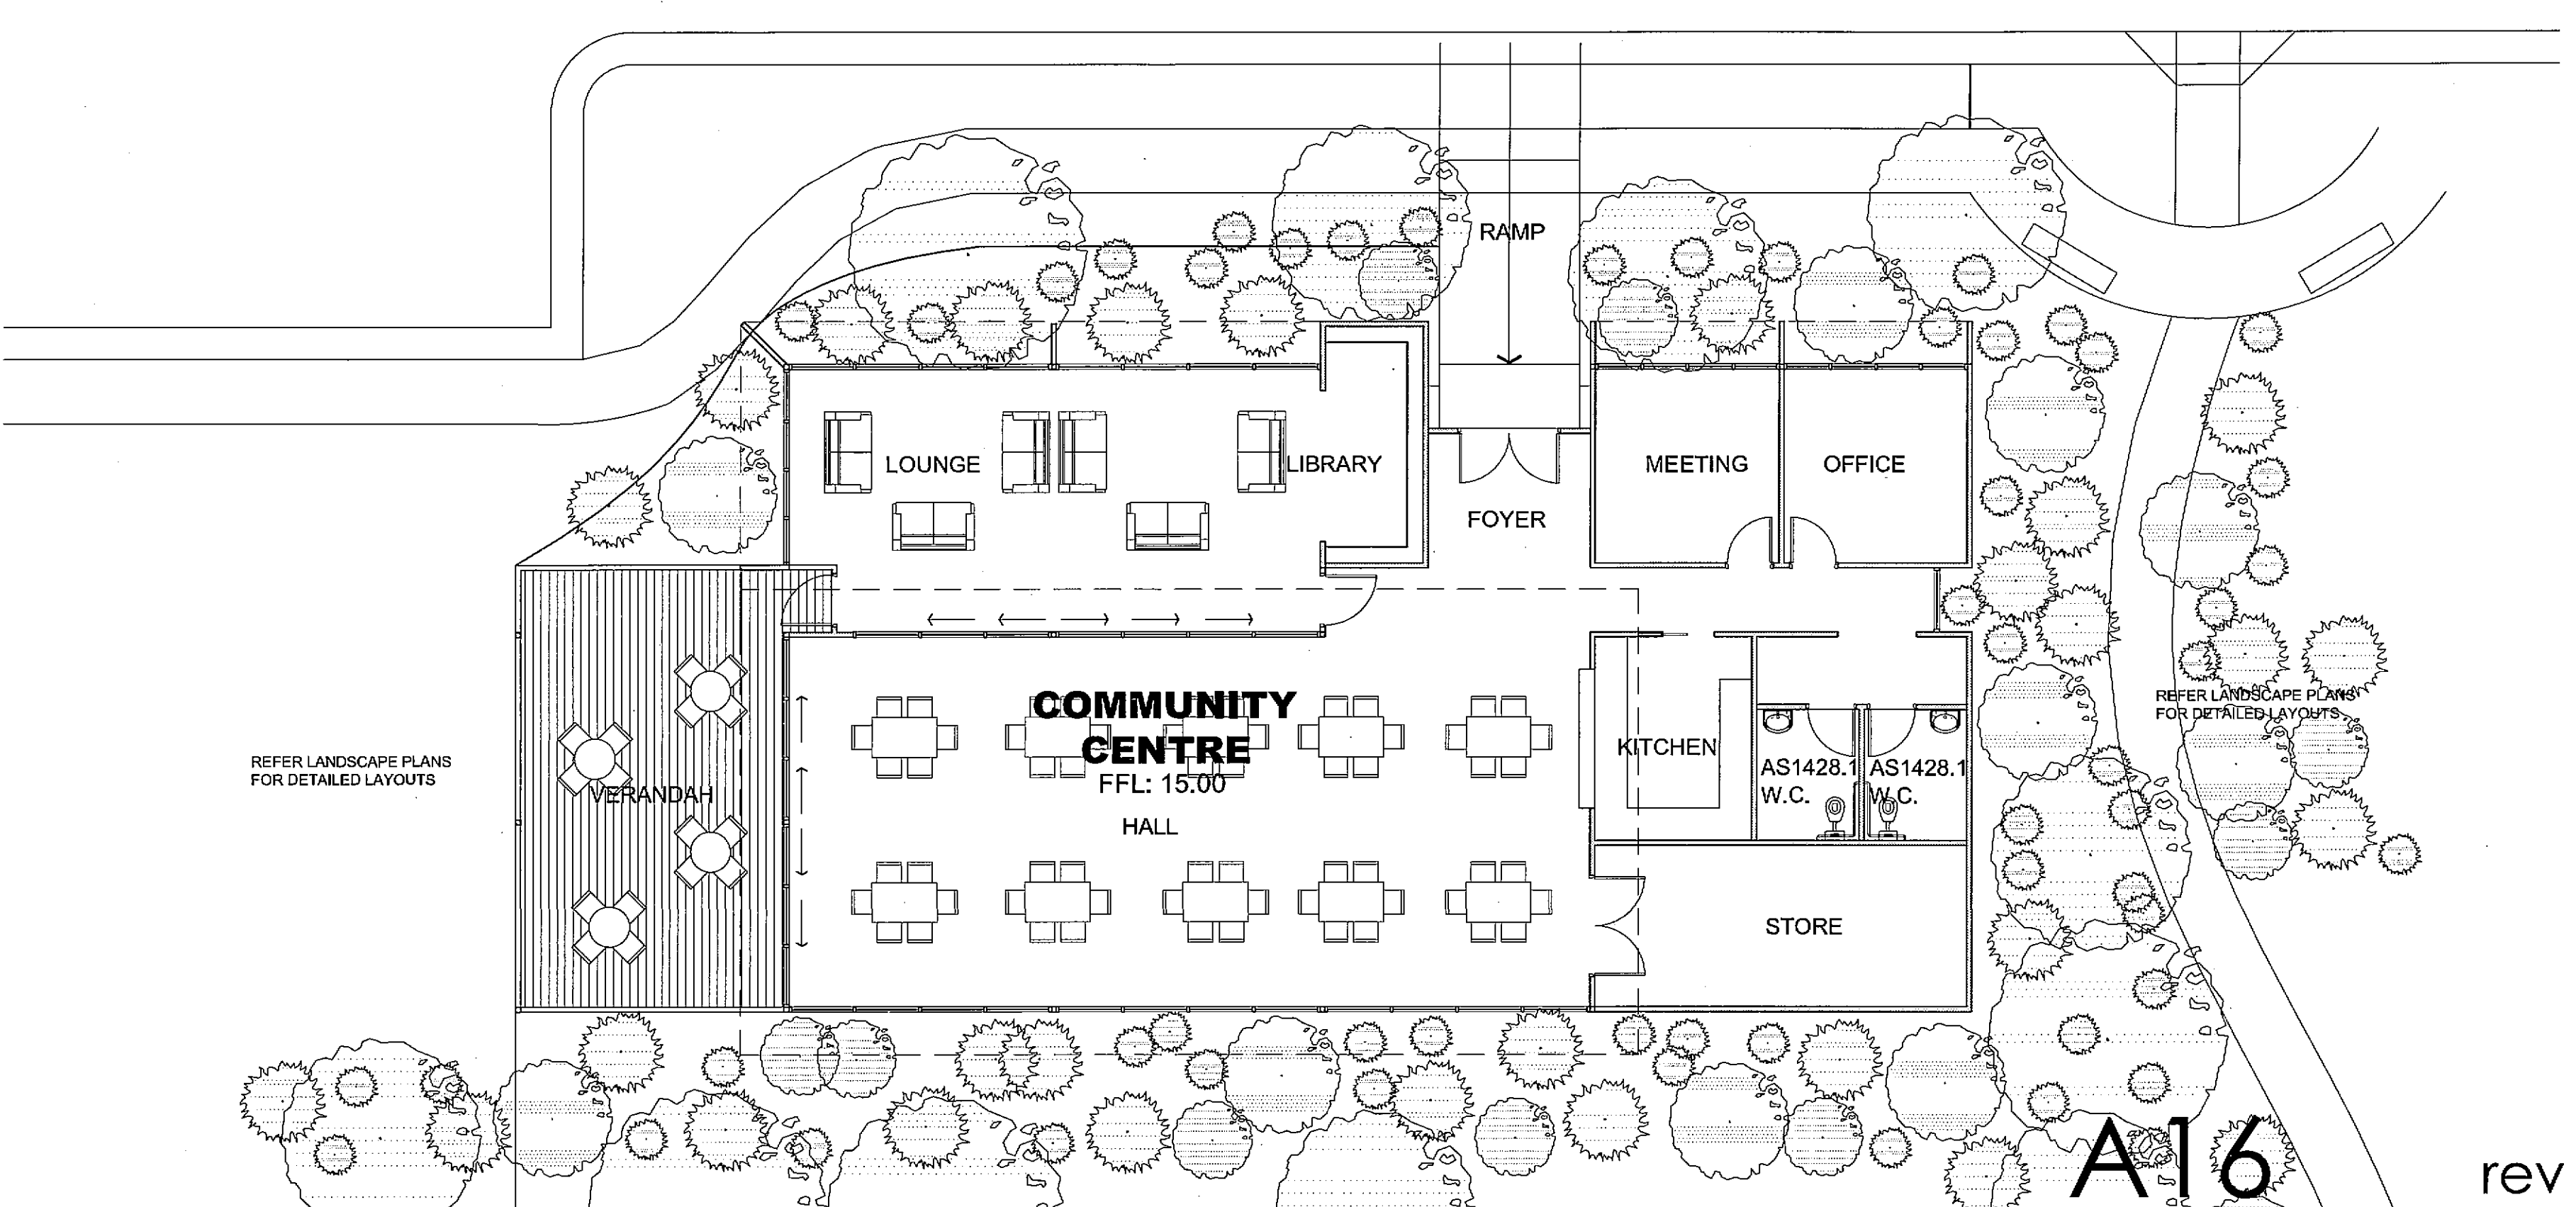 RAMP
LOUNGE
LIBRARY
MEETING
OFFICE
FOYER
COMMUNITY
CENTRE
FFL: 15.00
HALL
KITCHEN
AS1428.1
W.C.
AS1428.1
W.C.
STORE
VERANDAH
REFER LANDSCAPE PLANS
FOR DETAILED LAYOUTS
REFER LANDSCAPE PLANS
FOR DETAILED LAYOUTS
A16
rev